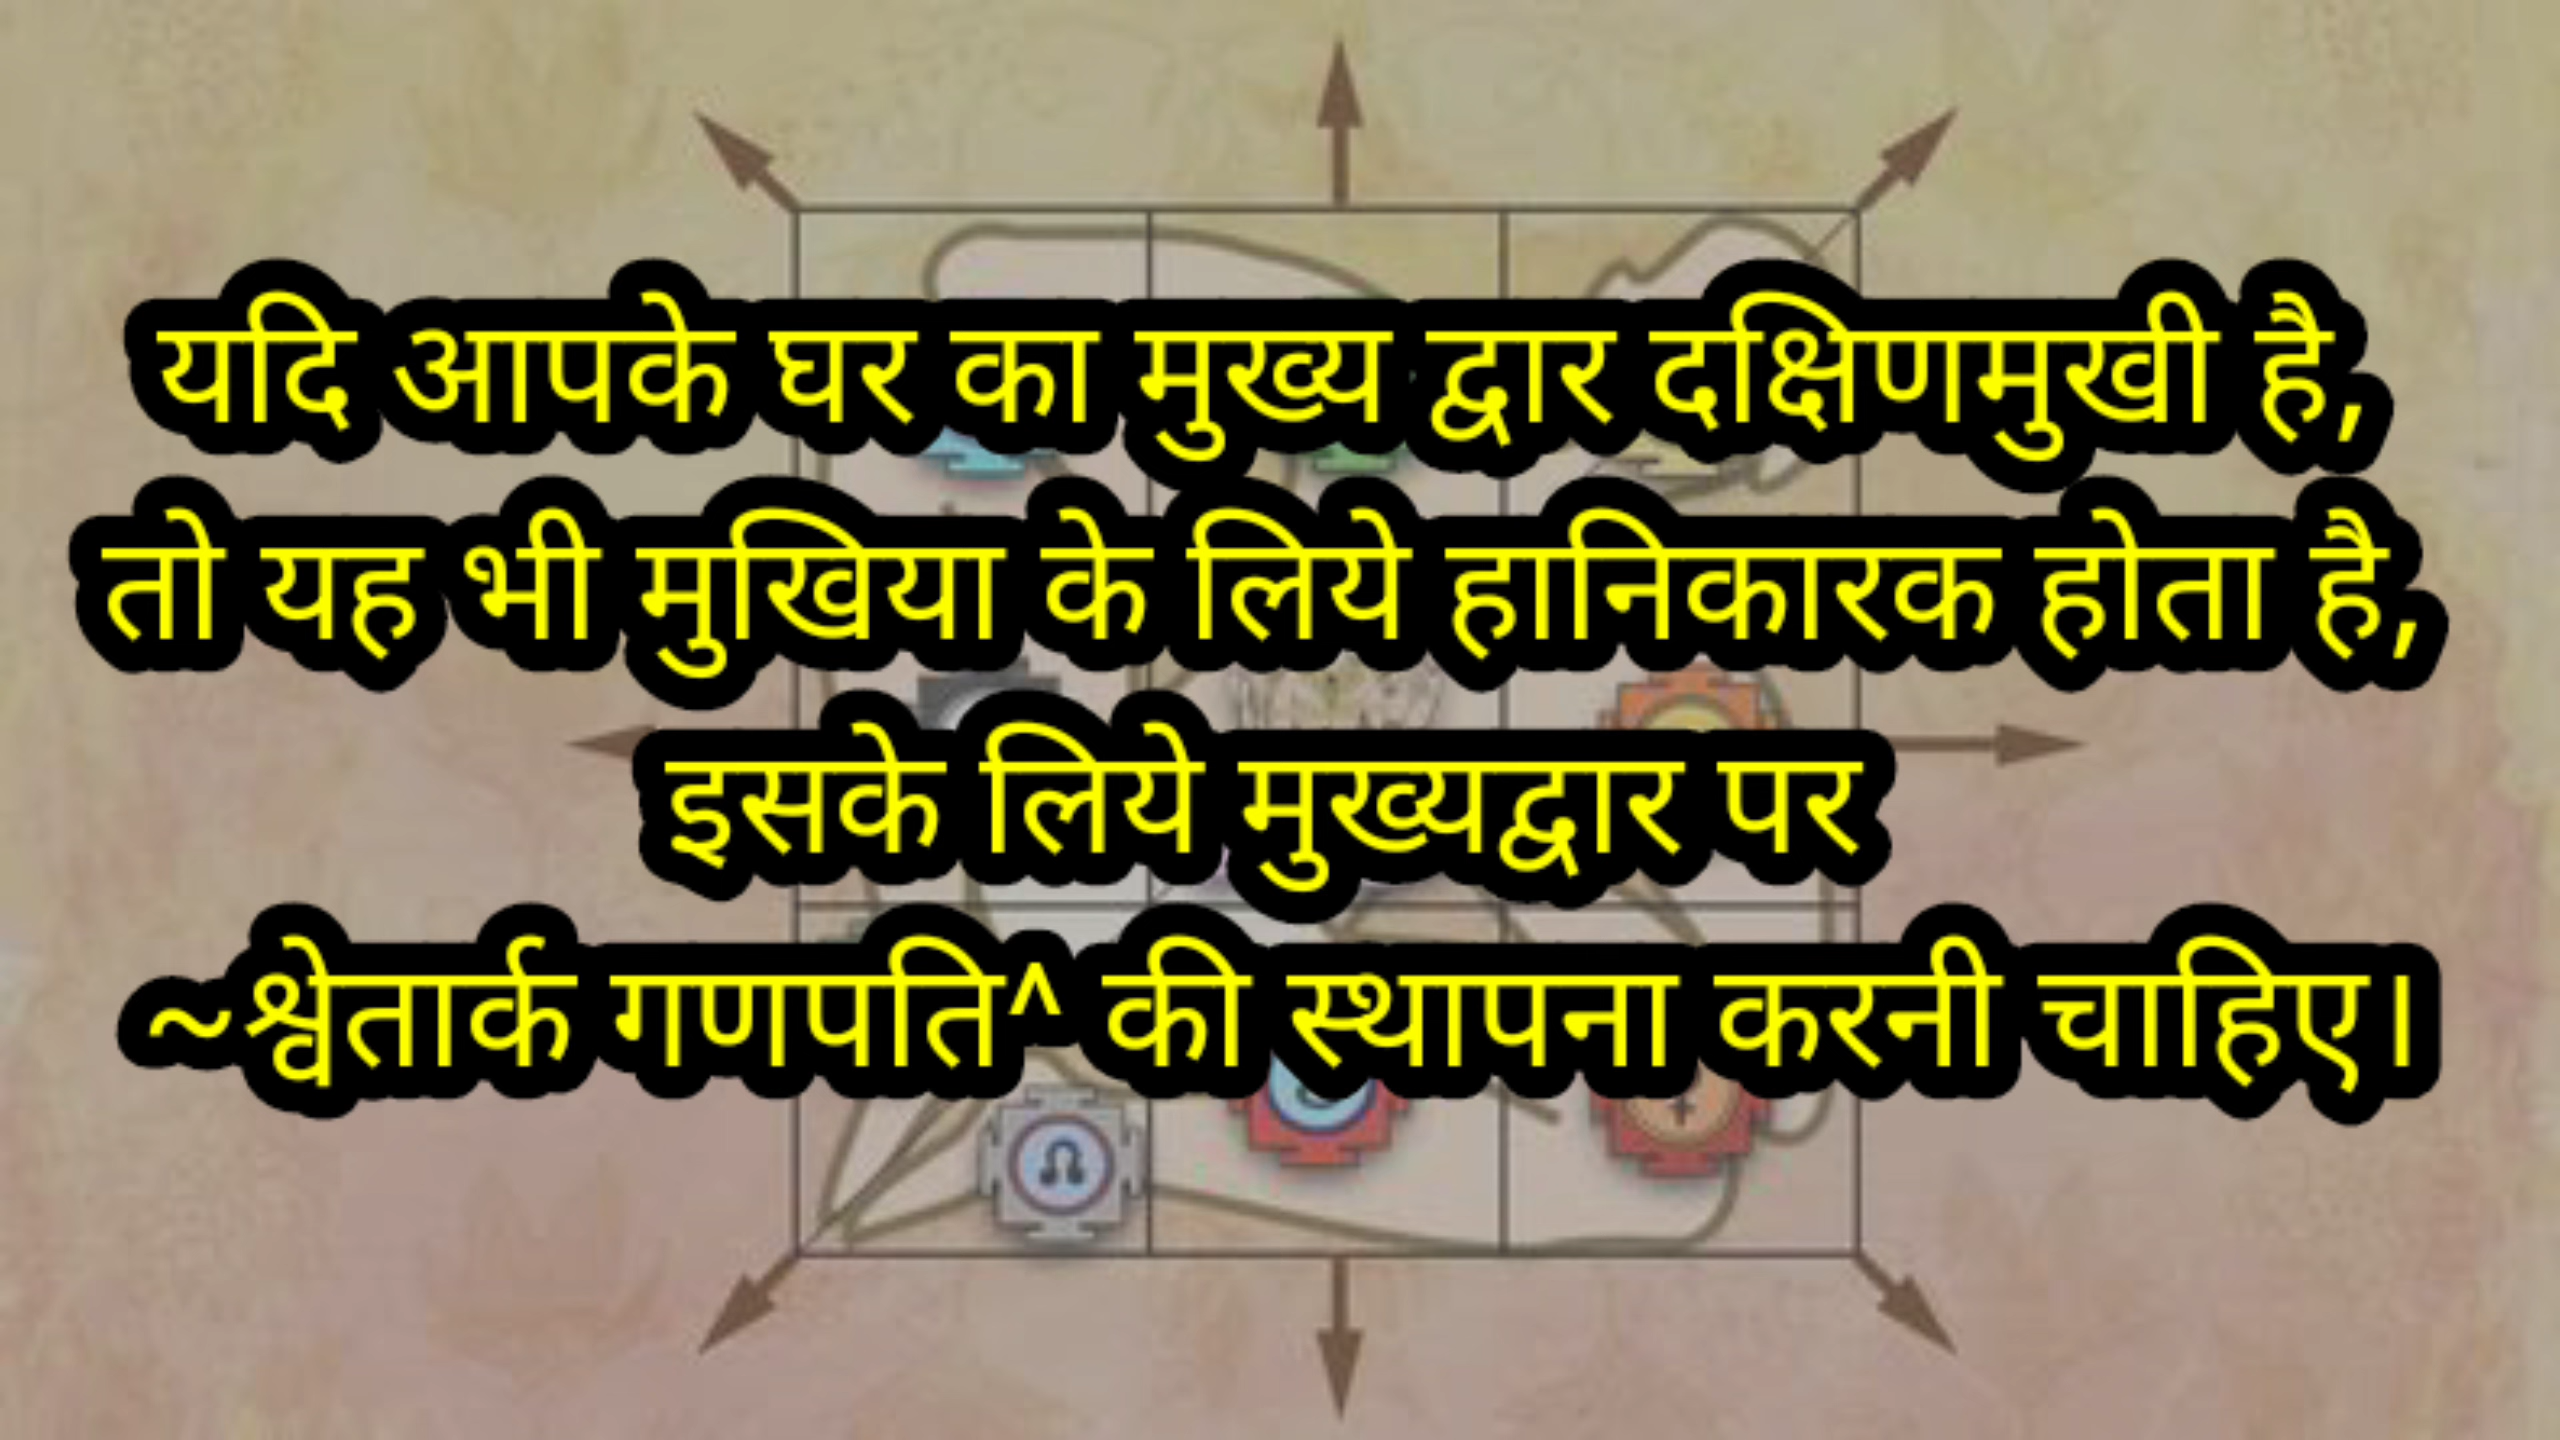 यदि आपके घर का मुख्य द्वार दक्षिणमुखी है,
तो यह भी मुखिया के लिये हानिकारक होता है,
इसके लिये मुख्यद्वार पर
~श्वेतार्क गणपति^ की स्थापना करनी चाहिए।